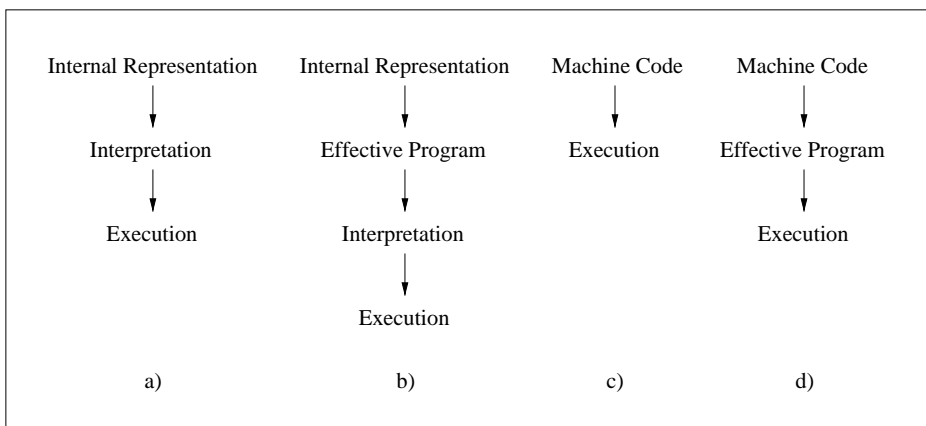 Internal Representation Internal Representation Machine Code Machine Code
Interpretation Effective Program Execution Effective Program
Execution Interpretation Execution
Execution
a) b) c) d)